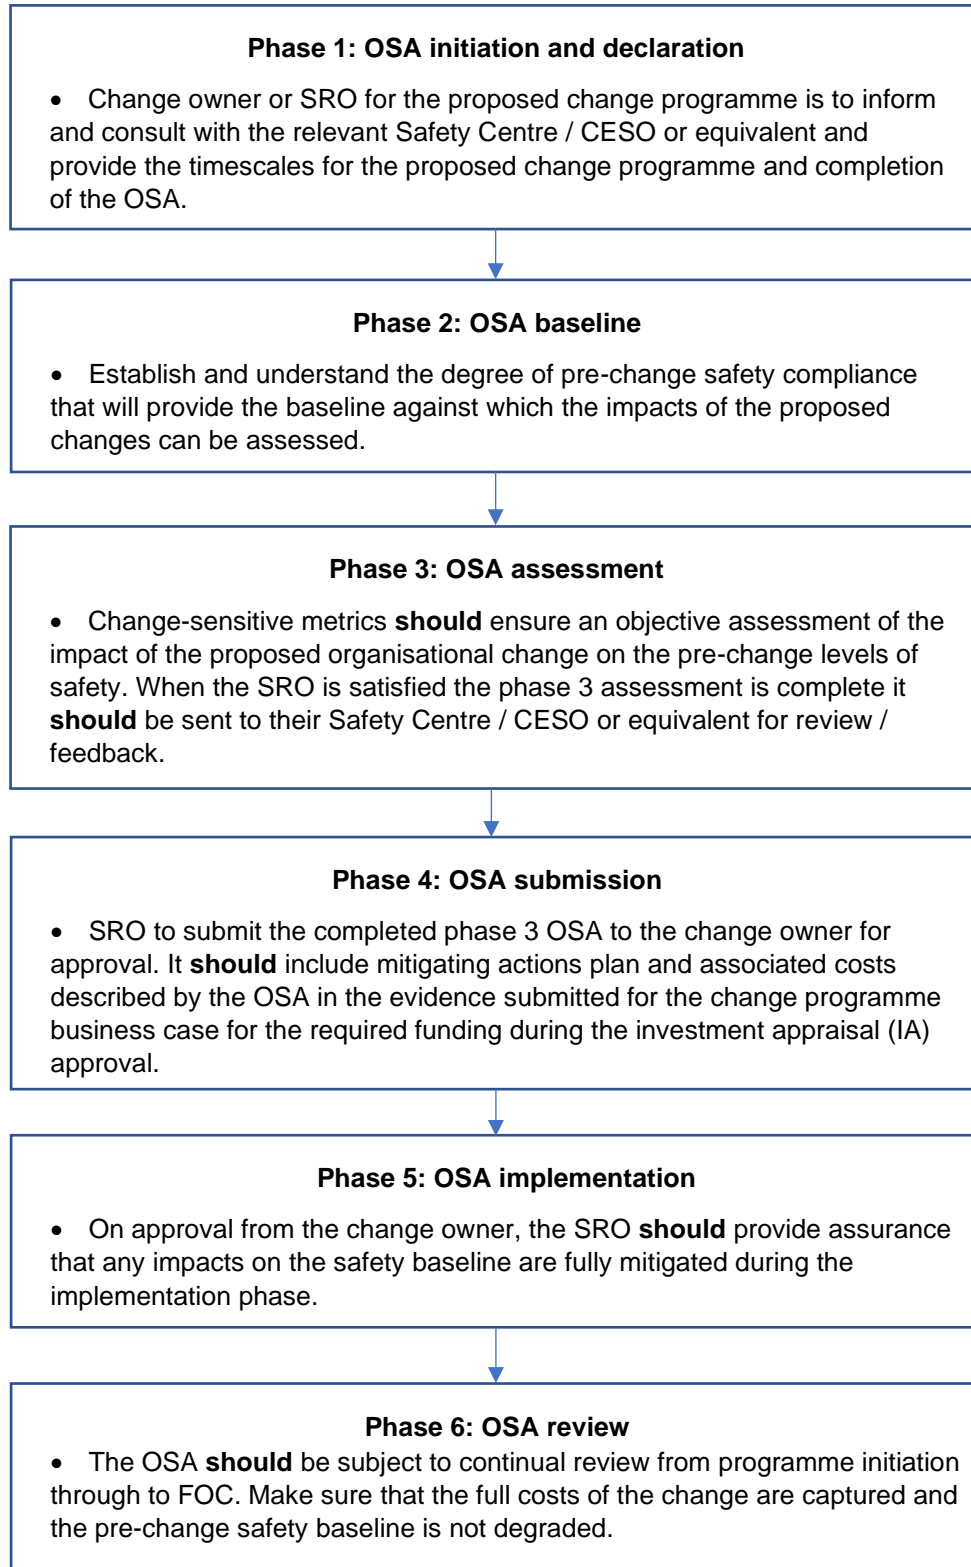 Phase 1: OSA initiation and declaration
• Change owner or SRO for the proposed change programme is to inform
and consult with the relevant Safety Centre / CESO or equivalent and
provide the timescales for the proposed change programme and completion
of the OSA.
Phase 2: OSA baseline
• Establish and understand the degree of pre-change safety compliance
that will provide the baseline against which the impacts of the proposed
changes can be assessed.
Phase 3: OSA assessment
• Change-sensitive metrics should ensure an objective assessment of the
impact of the proposed organisational change on the pre-change levels of
safety. When the SRO is satisfied the phase 3 assessment is complete it
should be sent to their Safety Centre / CESO or equivalent for review /
feedback.
Phase 4: OSA submission
• SRO to submit the completed phase 3 OSA to the change owner for
approval. It should include mitigating actions plan and associated costs
described by the OSA in the evidence submitted for the change programme
business case for the required funding during the investment appraisal (IA)
approval.
Phase 5: OSA implementation
• On approval from the change owner, the SRO should provide assurance
that any impacts on the safety baseline are fully mitigated during the
implementation phase.
Phase 6: OSA review
• The OSA should be subject to continual review from programme initiation
through to FOC. Make sure that the full costs of the change are captured and
the pre-change safety baseline is not degraded.